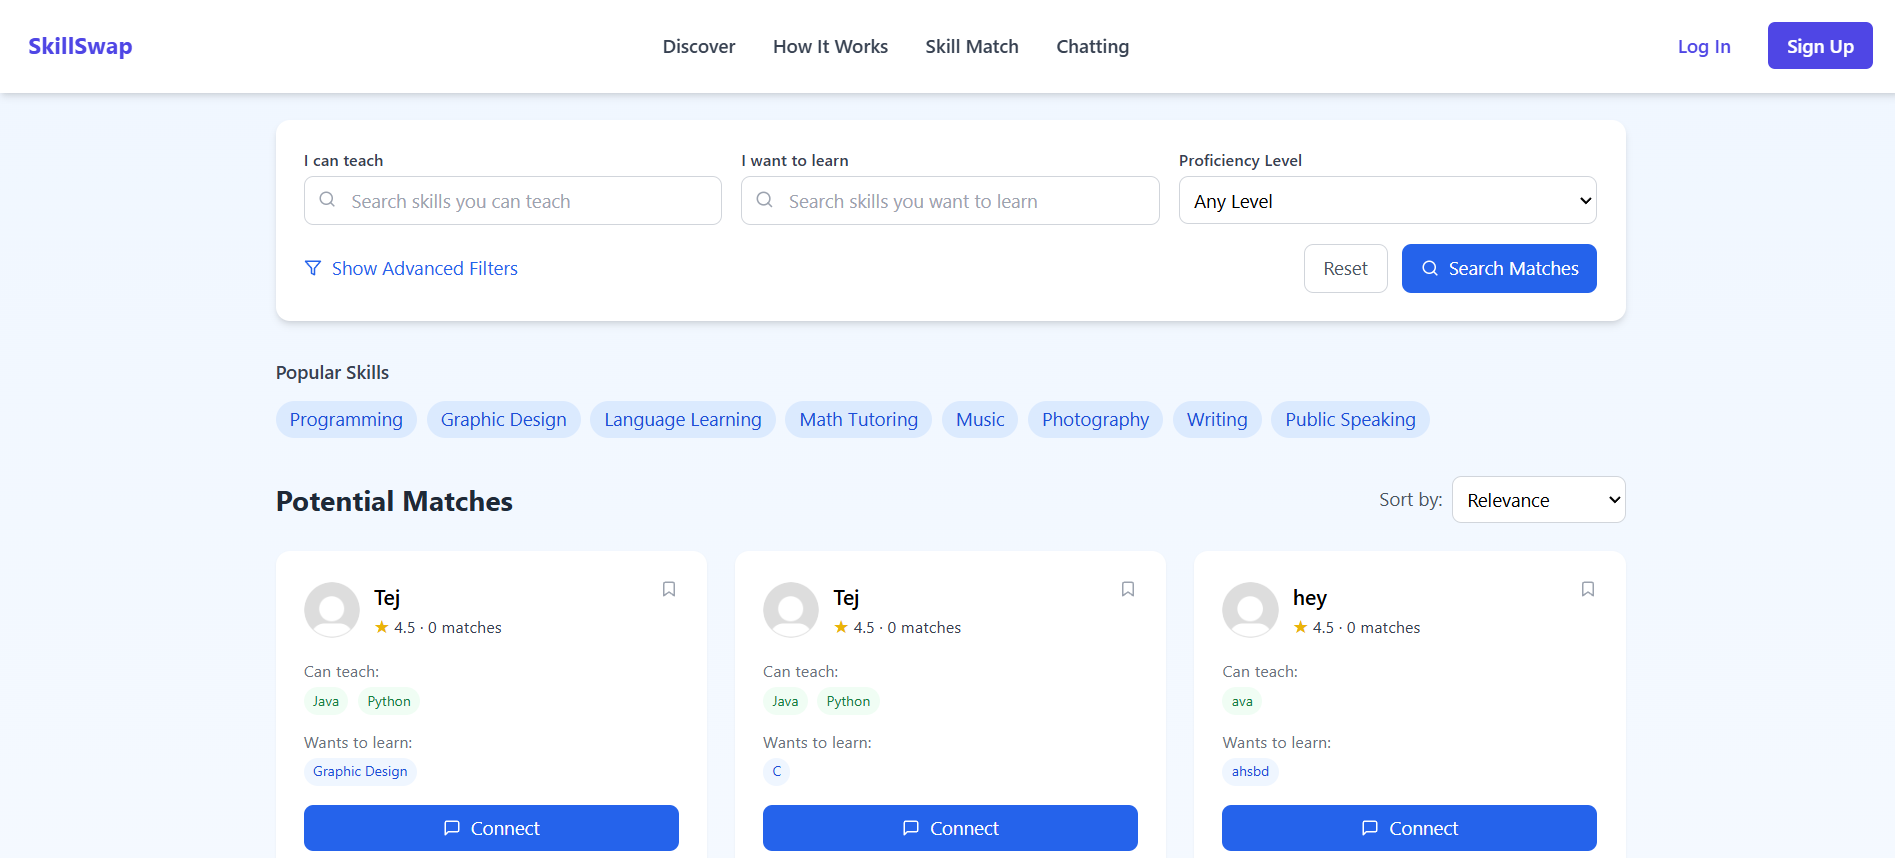 SkillSwap
Discover How It Works Skill Match Chatting
Log In Sign Up
I can teach I want to learn Proficiency Level
Search skills you can teach Search skills you want to learn Any Level
Show Advanced Filters Reset Search Matches
Popular Skills
Programming Graphic Design Language Learning Math Tutoring Music Photography Writing Public Speaking
Potential Matches Sort by: Relevance
Tej
★ 4.5 · 0 matches
Can teach:
Java Python
Wants to learn:
Graphic Design
Connect
Tej
★ 4.5 · 0 matches
Can teach:
Java Python
Wants to learn:
C
Connect
hey
★ 4.5 · 0 matches
Can teach:
ava
Wants to learn:
ahsbd
Connect